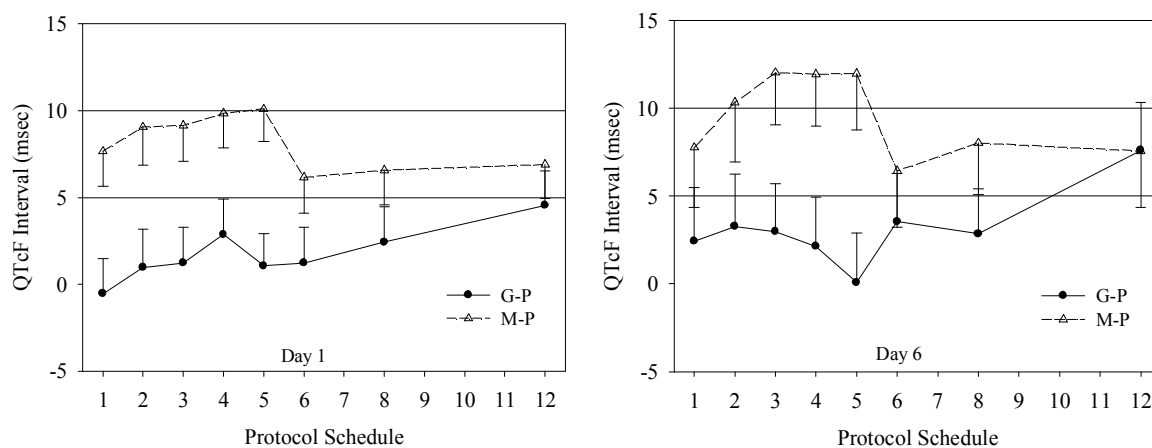 15
10
5
0
-5
QTcF Interval (msec)
G-P
M-P
Day 1
1 2 3 4 5 6 7 8 9 10 11 12
Protocol Schedule
15
10
5
0
-5
QTcF Interval (msec)
G-P
M-P
Day 6
1 2 3 4 5 6 7 8 9 10 11 12
Protocol Schedule